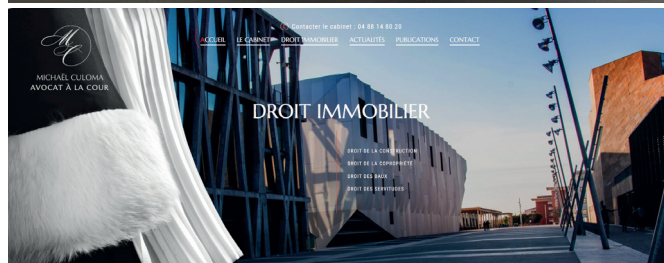 Contacter le cabinet : 04 88 14 80 20
ACCUEIL LE CABINET DROIT IMMOBILIER ACTUALITÉS PUBLICATIONS CONTACT
MC
MICHAËL CULOMA
AVOCAT À LA COUR
DROIT IMMOBILIER
DROIT DE LA CONSTRUCTION
DROIT DE LA COPROPRIÉTÉ
DROIT DES BAUX
DROIT DES SERVITUDES